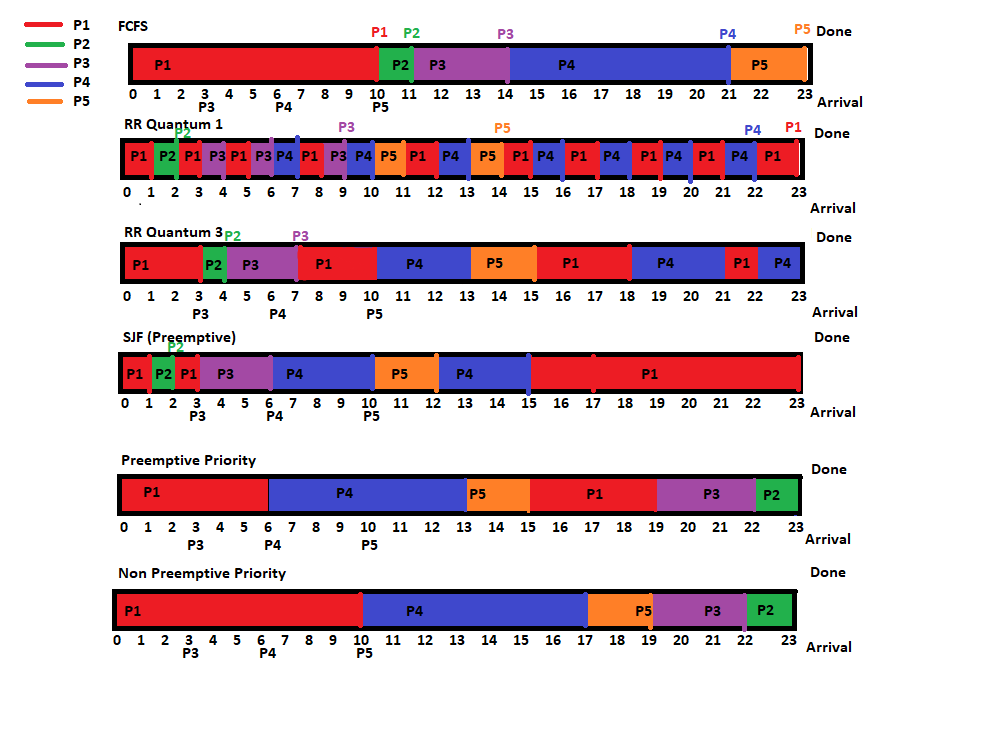 P1
P2
P3
P4
P5
FCFS
P1 P2 P3 P4 P5 Done
P1 P2 P3 P4 P5
0 1 2 3 4 5 6 7 8 9 10 11 12 13 14 15 16 17 18 19 20 21 22 23
P3 P4 P5 Arrival
RR Quantum 1
P2 P3 P5 P4 P1 Done
P1 P2 P1 P3 P1 P3 P4 P1 P3 P4 P5 P1 P4 P5 P1 P4 P1 P4 P1 P4 P1 P4 P1
0 1 2 3 4 5 6 7 8 9 10 11 12 13 14 15 16 17 18 19 20 21 22 23
Arrival
RR Quantum 3
P2 P3 Done
P1 P2 P3 P1 P4 P5 P1 P4 P1 P4
0 1 2 3 4 5 6 7 8 9 10 11 12 13 14 15 16 17 18 19 20 21 22 23
P3 P4 P5 Arrival
SJF (Preemptive)
P2 Done
P1 P2 P1 P3 P4 P5 P4 P1
0 1 2 3 4 5 6 7 8 9 10 11 12 13 14 15 16 17 18 19 20 21 22 23
P3 P4 P5 Arrival
Preemptive Priority
Done
P1 P4 P5 P1 P3 P2
0 1 2 3 4 5 6 7 8 9 10 11 12 13 14 15 16 17 18 19 20 21 22 23
P3 P4 P5 Arrival
Non Preemptive Priority
Done
P1 P4 P5 P3 P2
0 1 2 3 4 5 6 7 8 9 10 11 12 13 14 15 16 17 18 19 20 21 22 23
P3 P4 P5 Arrival